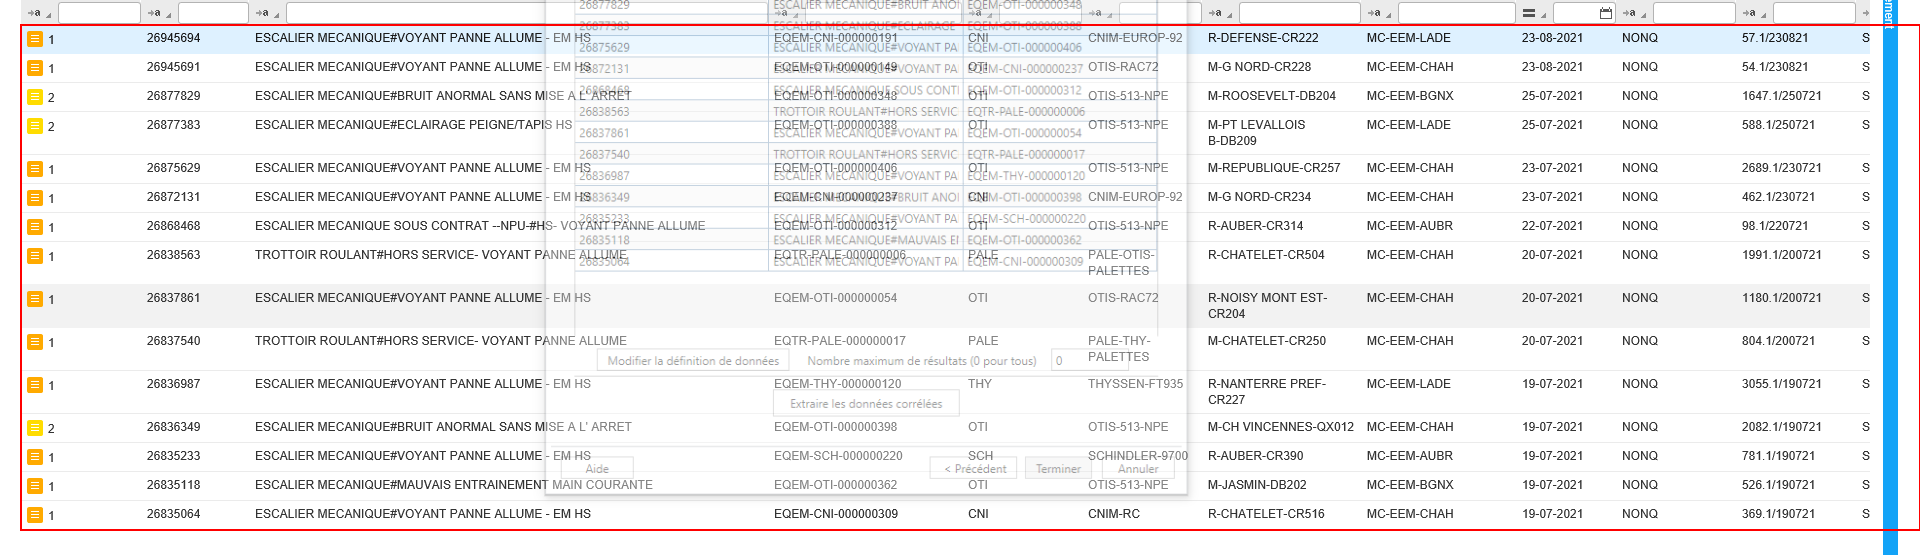 1 26945694 ESCALIER MECANIQUE#VOYANT PANNE ALLUME - EM HS EQEM-CNI-000000191 CNI CNIM-EUROP-92 R-DEFENSE-CR222 MC-EEM-LADE 23-08-2021 NONQ 57.1/230821 S
1 26945691 ESCALIER MECANIQUE#VOYANT PANNE ALLUME - EM HS EQEM-OTI-000000149 OTI OTIS-RAC72 M-G NORD-CR228 MC-EEM-LADE 23-08-2021 NONQ 54.1/230821 S
2 26877829 ESCALIER MECANIQUE#BRUIT ANORMAL SANS MISE A L' ARRET EQEM-OTI-000000348 OTI OTIS-513-NPE M-ROOSEVELT-DB204 MC-EEM-BGNX 25-07-2021 NONQ 1647.1/250721 S
2 26877383 ESCALIER MECANIQUE#ECLAIRAGE PEIGNE/TAPIS HS EQEM-OTI-000000388 OTI OTIS-513-NPE M-PT LEVALLOIS MC-EEM-LADE 25-07-2021 NONQ 588.1/250721 S
B-DB209
1 26875629 ESCALIER MECANIQUE#VOYANT PANNE ALLUME - EM HS EQEM-OTI-000000406 OTI OTIS-513-NPE M-REPUBLIQUE-CR257 MC-EEM-CHAH 23-07-2021 NONQ 2689.1/230721 S
1 26872131 ESCALIER MECANIQUE#VOYANT PANNE ALLUME - EM HS EQEM-CNI-000000237 CNI CNIM-EUROP-92 M-G NORD-CR234 MC-EEM-CHAH 23-07-2021 NONQ 462.1/230721 S
1 26868468 ESCALIER MECANIQUE SOUS CONTRAT --NPU-#HS- VOYANT PANNE ALLUME EQEM-OTI-000000312 OTI OTIS-513-NPE R-AUBER-CR314 MC-EEM-AUBR 22-07-2021 NONQ 98.1/220721 S
1 26838563 TROTTOIR ROULANT#HORS SERVICE- VOYANT PANNE ALLUME EQTR-PALE-000000006 PALE PALE-OTIS- R-CHATELET-CR504 MC-EEM-CHAH 20-07-2021 NONQ 1991.1/200721 S
PALETTES
1 26837861 ESCALIER MECANIQUE#VOYANT PANNE ALLUME - EM HS EQEM-OTI-000000054 OTI OTIS-RAC72 R-NOISY MONT EST- MC-EEM-CHAH 20-07-2021 NONQ 1180.1/200721 S
CR204
1 26837540 TROTTOIR ROULANT#HORS SERVICE- VOYANT PANNE ALLUME EQTR-PALE-000000017 PALE PALE-THY- M-CHATELET-CR250 MC-EEM-CHAH 20-07-2021 NONQ 804.1/200721 S
PALETTES
Modifier la définition de données Nombre maximum de résultats (0 pour tous) 0
1 26836987 ESCALIER MECANIQUE#VOYANT PANNE ALLUME - EM HS EQEM-THY-000000120 THY THYSSEN-FT935 R-NANTERRE PREF- MC-EEM-LADE 19-07-2021 NONQ 3055.1/190721 S
CR227
Extraire les données corrélées
2 26836349 ESCALIER MECANIQUE#BRUIT ANORMAL SANS MISE A L' ARRET EQEM-OTI-000000398 OTI OTIS-513-NPE M-CH VINCENNES-QX012 MC-EEM-CHAH 19-07-2021 NONQ 2082.1/190721 S
1 26835233 ESCALIER MECANIQUE#VOYANT PANNE ALLUME - EM HS EQEM-SCH-000000220 SCH SCHINDLER-9700 R-AUBER-CR390 MC-EEM-AUBR 19-07-2021 NONQ 781.1/190721 S
Aide < Précédent Terminer Annuler
1 26835118 ESCALIER MECANIQUE#MAUVAIS ENTRAINEMENT MAIN COURANTE EQEM-OTI-000000362 OTI OTIS-513-NPE M-JASMIN-DB202 MC-EEM-BGNX 19-07-2021 NONQ 526.1/190721 S
1 26835064 ESCALIER MECANIQUE#VOYANT PANNE ALLUME - EM HS EQEM-CNI-000000309 CNI CNIM-RC R-CHATELET-CR516 MC-EEM-CHAH 19-07-2021 NONQ 369.1/190721 S